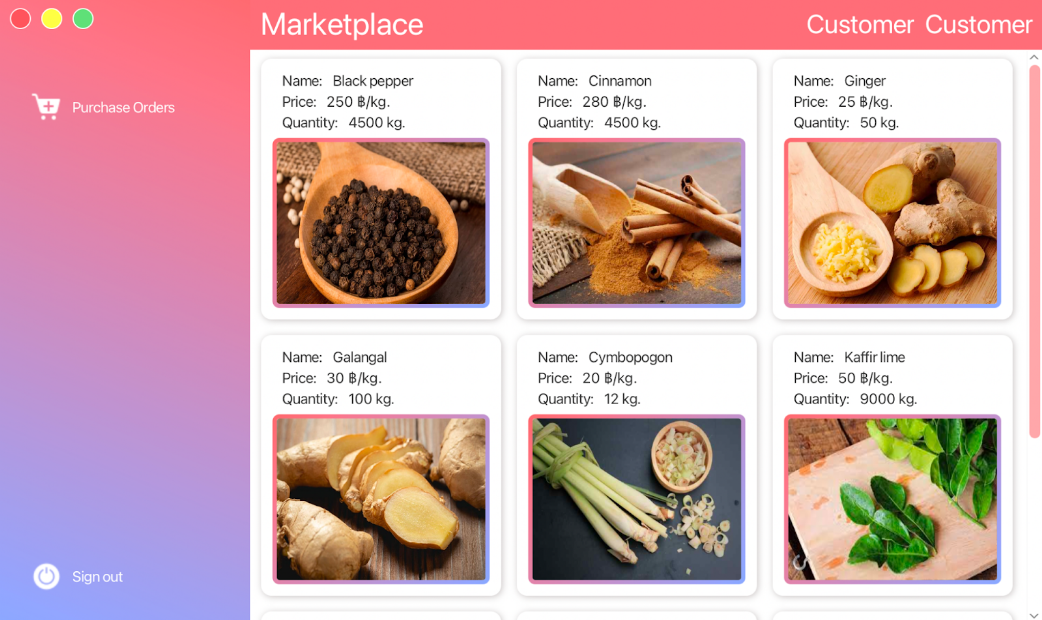 Marketplace
Customer Customer
Purchase Orders
Name: Black pepper
Price: 250 ฿/kg.
Quantity: 4500 kg.
Name: Cinnamon
Price: 280 ฿/kg.
Quantity: 4500 kg.
Name: Ginger
Price: 25 ฿/kg.
Quantity: 50 kg.
Name: Galangal
Price: 30 ฿/kg.
Quantity: 100 kg.
Name: Cymbopogon
Price: 20 ฿/kg.
Quantity: 12 kg.
Name: Kaffir lime
Price: 50 ฿/kg.
Quantity: 9000 kg.
Sign out